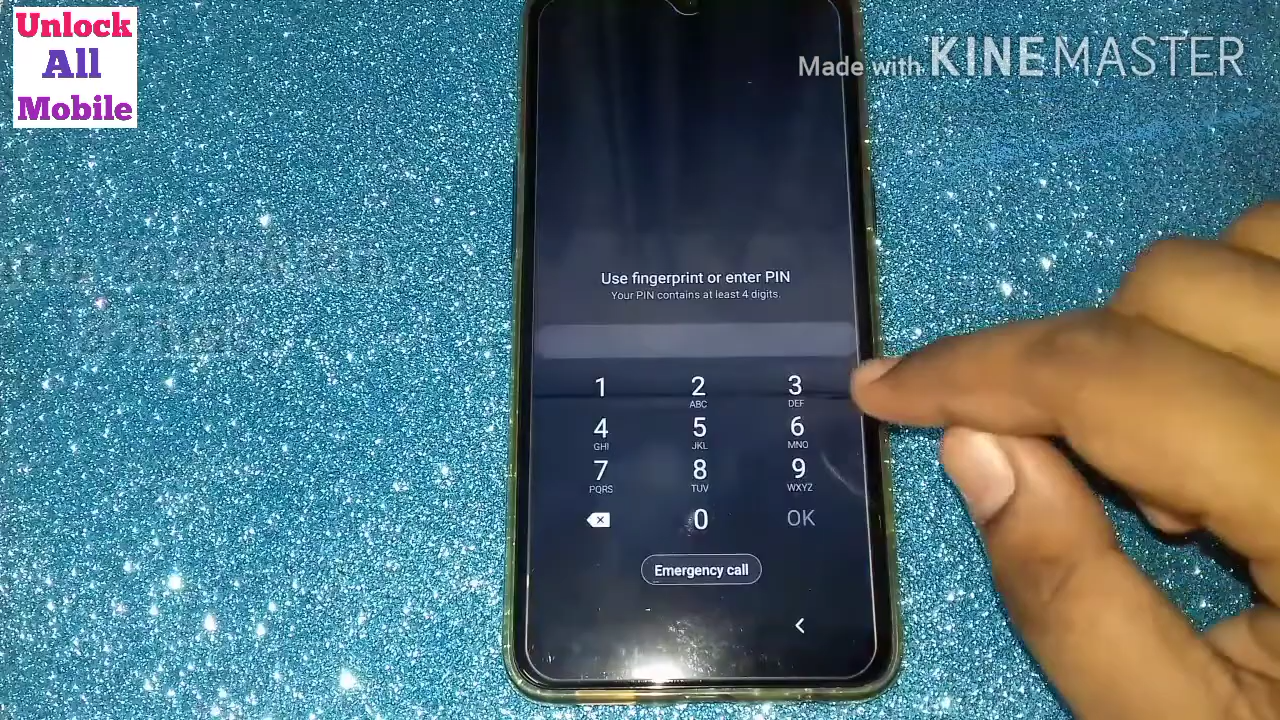 Unlock
All
Mobile
Made with KINEMASTER
Use fingerprint or enter PIN
Your PIN contains at least 4 digits.
1 2 3
ABC DEF
4 5 6
GHI JKL MNO
7 8 9
PQRS TUV WXYZ
0 OK
Emergency call